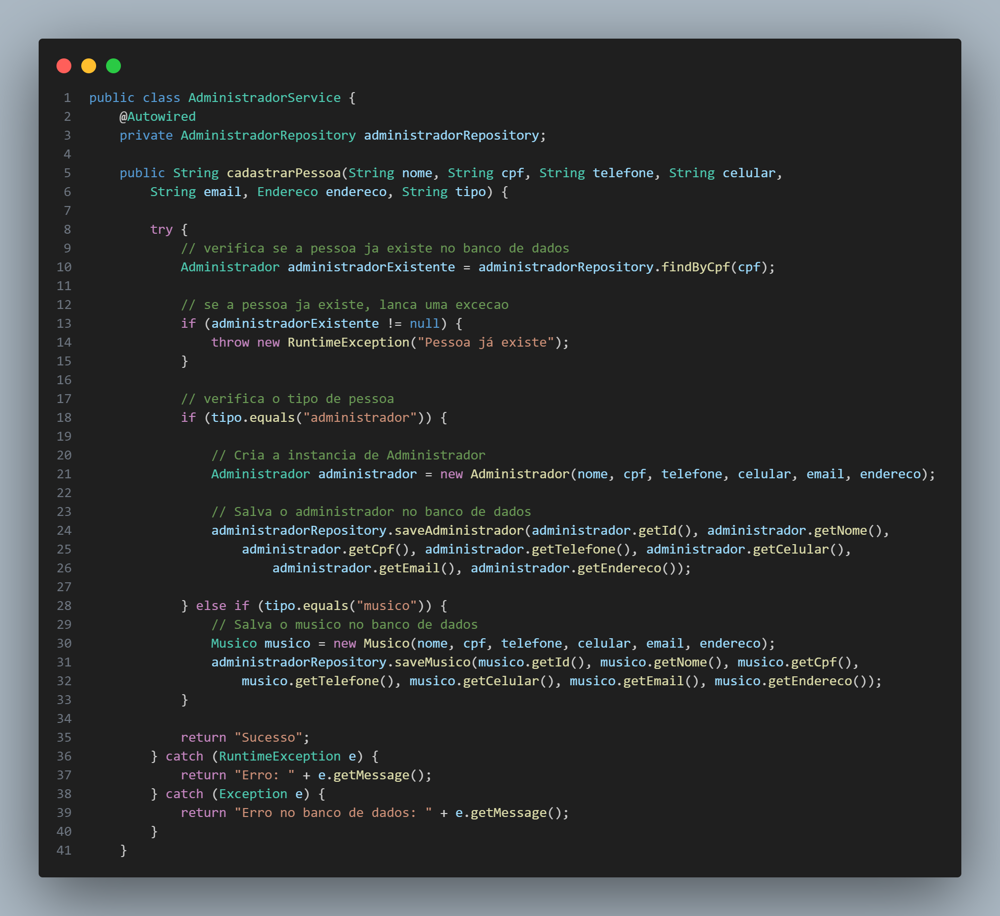 1 public class AdministradorService {
2     @Autowired
3     private AdministradorRepository administradorRepository;
4
5     public String cadastrarPessoa(String nome, String cpf, String telefone, String celular,
6         String email, Endereco endereco, String tipo) {
7
8         try {
9             // verifica se a pessoa ja existe no banco de dados
10             Administrador administradorExistente = administradorRepository.findByCpf(cpf);
11
12             // se a pessoa ja existe, lanca uma excecao
13             if (administradorExistente != null) {
14                 throw new RuntimeException("Pessoa já existe");
15             }
16
17             // verifica o tipo de pessoa
18             if (tipo.equals("administrador")) {
19
20                 // Cria a instancia de Administrador
21                 Administrador administrador = new Administrador(nome, cpf, telefone, celular, email, endereco);
22
23                 // Salva o administrador no banco de dados
24                 administradorRepository.saveAdministrador(administrador.getId(), administrador.getNome(),
25                     administrador.getCpf(), administrador.getTelefone(), administrador.getCelular(),
26                         administrador.getEmail(), administrador.getEndereco());
27
28             } else if (tipo.equals("musico")) {
29                 // Salva o musico no banco de dados
30                 Musico musico = new Musico(nome, cpf, telefone, celular, email, endereco);
31                 administradorRepository.saveMusico(musico.getId(), musico.getNome(), musico.getCpf(),
32                     musico.getTelefone(), musico.getCelular(), musico.getEmail(), musico.getEndereco());
33             }
34
35             return "Sucesso";
36         } catch (RuntimeException e) {
37             return "Erro: " + e.getMessage();
38         } catch (Exception e) {
39             return "Erro no banco de dados: " + e.getMessage();
40         }
41     }